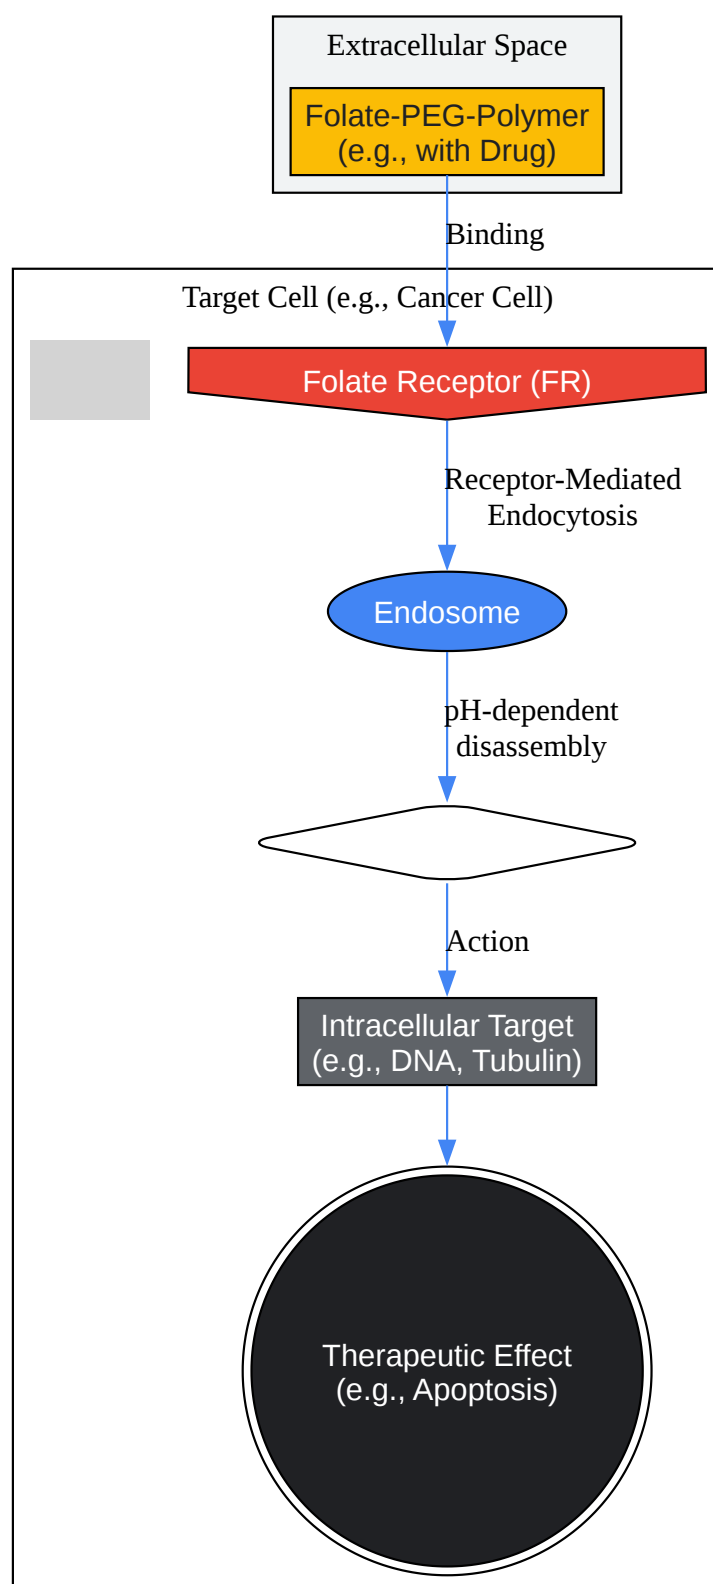 Extracellular Space
Folate-PEG-Polymer
(e.g., with Drug)
Binding
Target Cell (e.g., Cancer Cell)
Folate Receptor (FR)
Receptor-Mediated
Endocytosis
Endosome
pH-dependent
disassembly
Action
Intracellular Target
(e.g., DNA, Tubulin)
Therapeutic Effect
(e.g., Apoptosis)